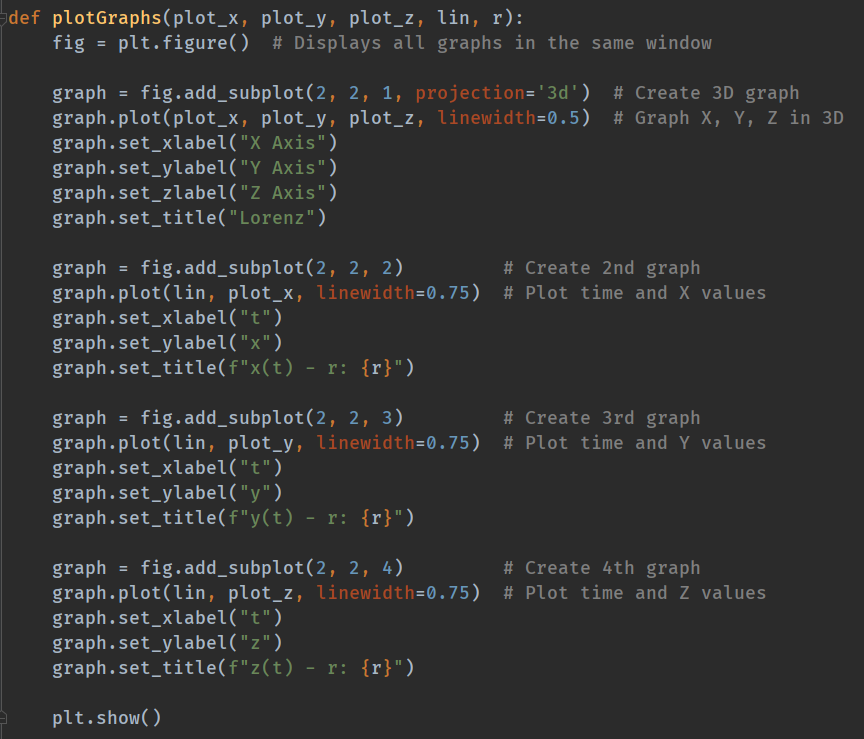 def plotGraphs(plot_x, plot_y, plot_z, lin, r):
    fig = plt.figure()  # Displays all graphs in the same window

    graph = fig.add_subplot(2, 2, 1, projection='3d')  # Create 3D graph
    graph.plot(plot_x, plot_y, plot_z, linewidth=0.5)  # Graph X, Y, Z in 3D
    graph.set_xlabel("X Axis")
    graph.set_ylabel("Y Axis")
    graph.set_zlabel("Z Axis")
    graph.set_title("Lorenz")

    graph = fig.add_subplot(2, 2, 2)         # Create 2nd graph
    graph.plot(lin, plot_x, linewidth=0.75)  # Plot time and X values
    graph.set_xlabel("t")
    graph.set_ylabel("x")
    graph.set_title(f"x(t) - r: {r}")

    graph = fig.add_subplot(2, 2, 3)         # Create 3rd graph
    graph.plot(lin, plot_y, linewidth=0.75)  # Plot time and Y values
    graph.set_xlabel("t")
    graph.set_ylabel("y")
    graph.set_title(f"y(t) - r: {r}")

    graph = fig.add_subplot(2, 2, 4)         # Create 4th graph
    graph.plot(lin, plot_z, linewidth=0.75)  # Plot time and Z values
    graph.set_xlabel("t")
    graph.set_ylabel("z")
    graph.set_title(f"z(t) - r: {r}")

    plt.show()